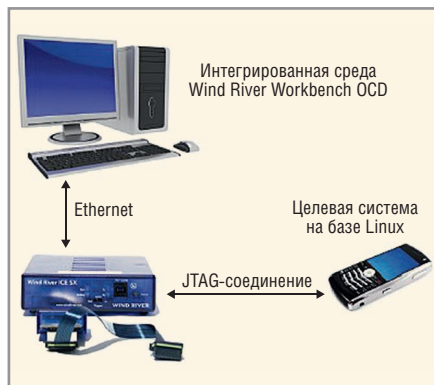 Интегрированная среда
Wind River Workbench OCD
Ethernet
Целевая система
на базе Linux
JTAG-соединение
Wind River ICE SX
WIND RIVER